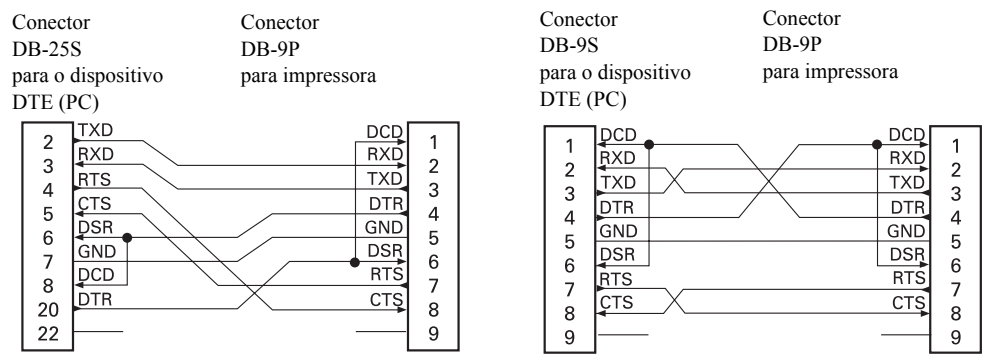 Conector
DB-25S
para o dispositivo
DTE (PC)
Conector
DB-9P
para impressora
2 TXD DCD 1
3 RXD RXD 2
4 RTS TXD 3
5 CTS DTR 4
6 DSR GND 5
7 GND DSR 6
8 DCD RTS 7
20 DTR CTS 8
22 9
Conector
DB-9S
para o dispositivo
DTE (PC)
Conector
DB-9P
para impressora
1 DCD DCD 1
2 RXD RXD 2
3 TXD TXD 3
4 DTR DTR 4
5 GND GND 5
6 DSR DSR 6
7 RTS RTS 7
8 CTS CTS 8
9 9